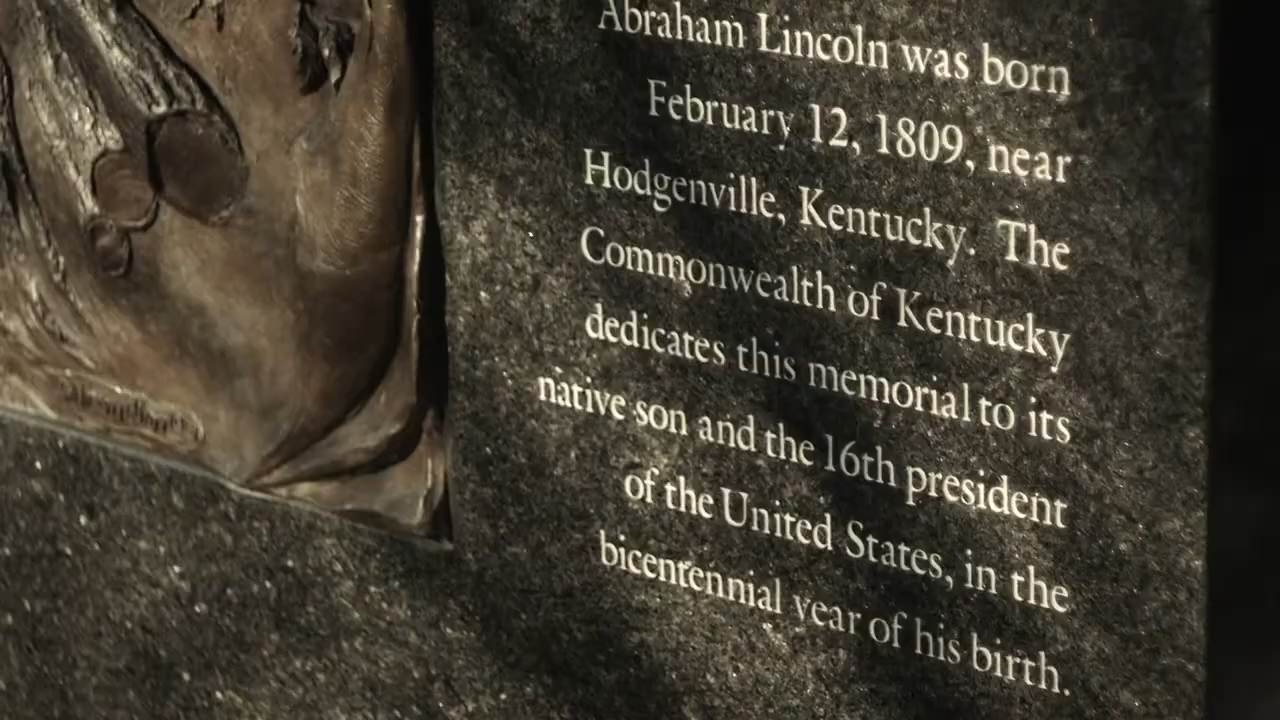 Abraham Lincoln was born
February 12, 1809, near
Hodgenville, Kentucky. The
Commonwealth of Kentucky
dedicates this memorial to its
native son and the 16th president
of the United States, in the
bicentennial year of his birth.